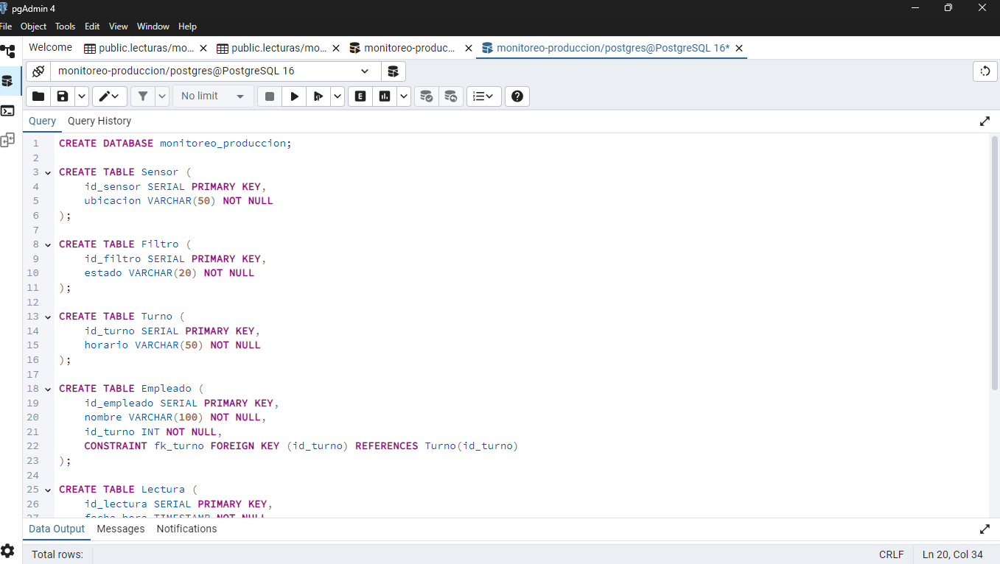 pgAdmin 4
File Object Tools Edit View Window Help
Welcome public.lecturas/mo... public.lecturas/mo... monitoreo-produc... monitoreo-produccion/postgres@PostgreSQL 16*
monitoreo-produccion/postgres@PostgreSQL 16
No limit E
Query Query History
1 CREATE DATABASE monitoreo_produccion;
2
3 CREATE TABLE Sensor (
4 id_sensor SERIAL PRIMARY KEY,
5 ubicacion VARCHAR(50) NOT NULL
6 );
7
8 CREATE TABLE Filtro (
9 id_filtro SERIAL PRIMARY KEY,
10 estado VARCHAR(20) NOT NULL
11 );
12
13 CREATE TABLE Turno (
14 id_turno SERIAL PRIMARY KEY,
15 horario VARCHAR(50) NOT NULL
16 );
17
18 CREATE TABLE Empleado (
19 id_empleado SERIAL PRIMARY KEY,
20 nombre VARCHAR(100) NOT NULL,
21 id_turno INT NOT NULL,
22 CONSTRAINT fk_turno FOREIGN KEY (id_turno) REFERENCES Turno(id_turno)
23 );
24
25 CREATE TABLE Lectura (
26 id_lectura SERIAL PRIMARY KEY,
27 fecha_hora TIMESTAMP NOT NULL
Data Output Messages Notifications
Total rows: CRLF Ln 20, Col 34